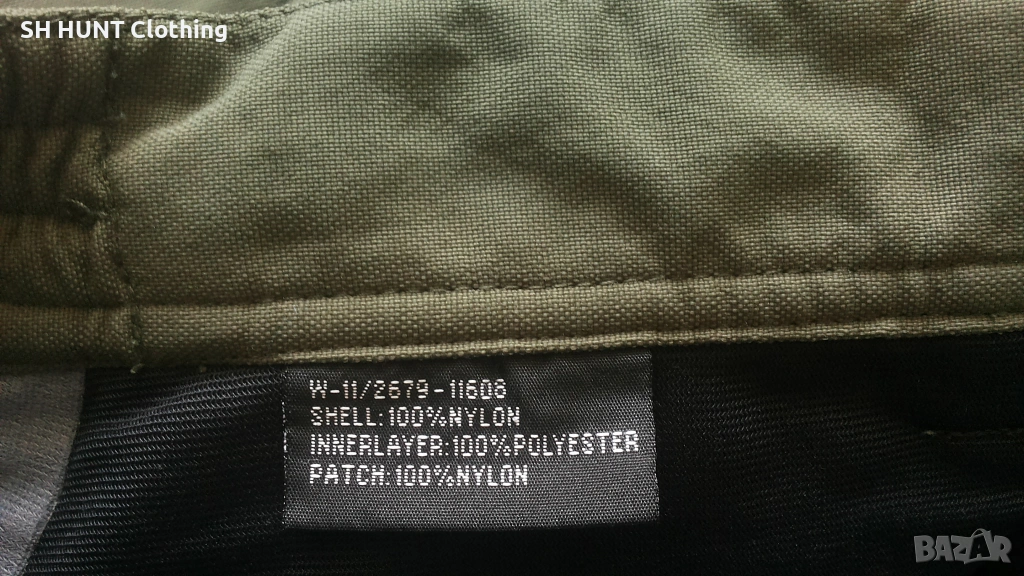 SH HUNT Clothing
W-11/2679-11608
SHELL:100%NYLON
INNERLAYER:100%POLYESTER
PATCH:100%NYLON
BAZAR